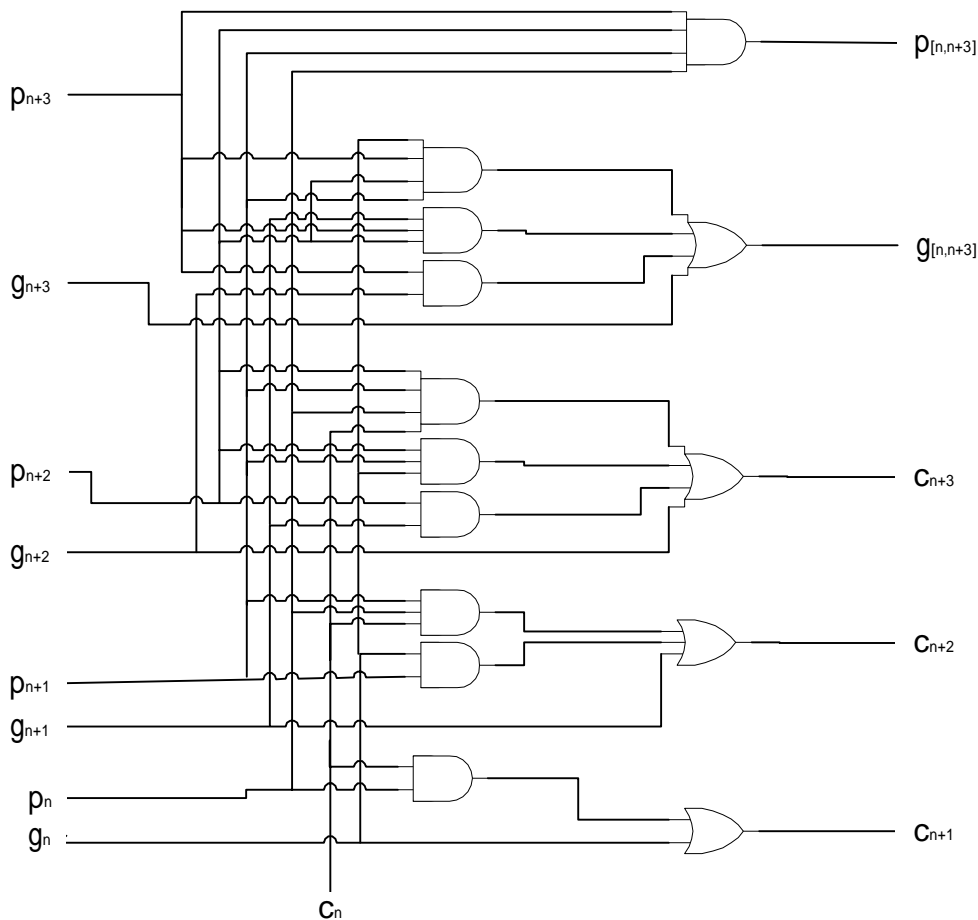 p[n,n+3]
pn+3
g[n,n+3]
gn+3
pn+2
cn+3
gn+2
cn+2
pn+1
gn+1
pn
gn
cn+1
cn